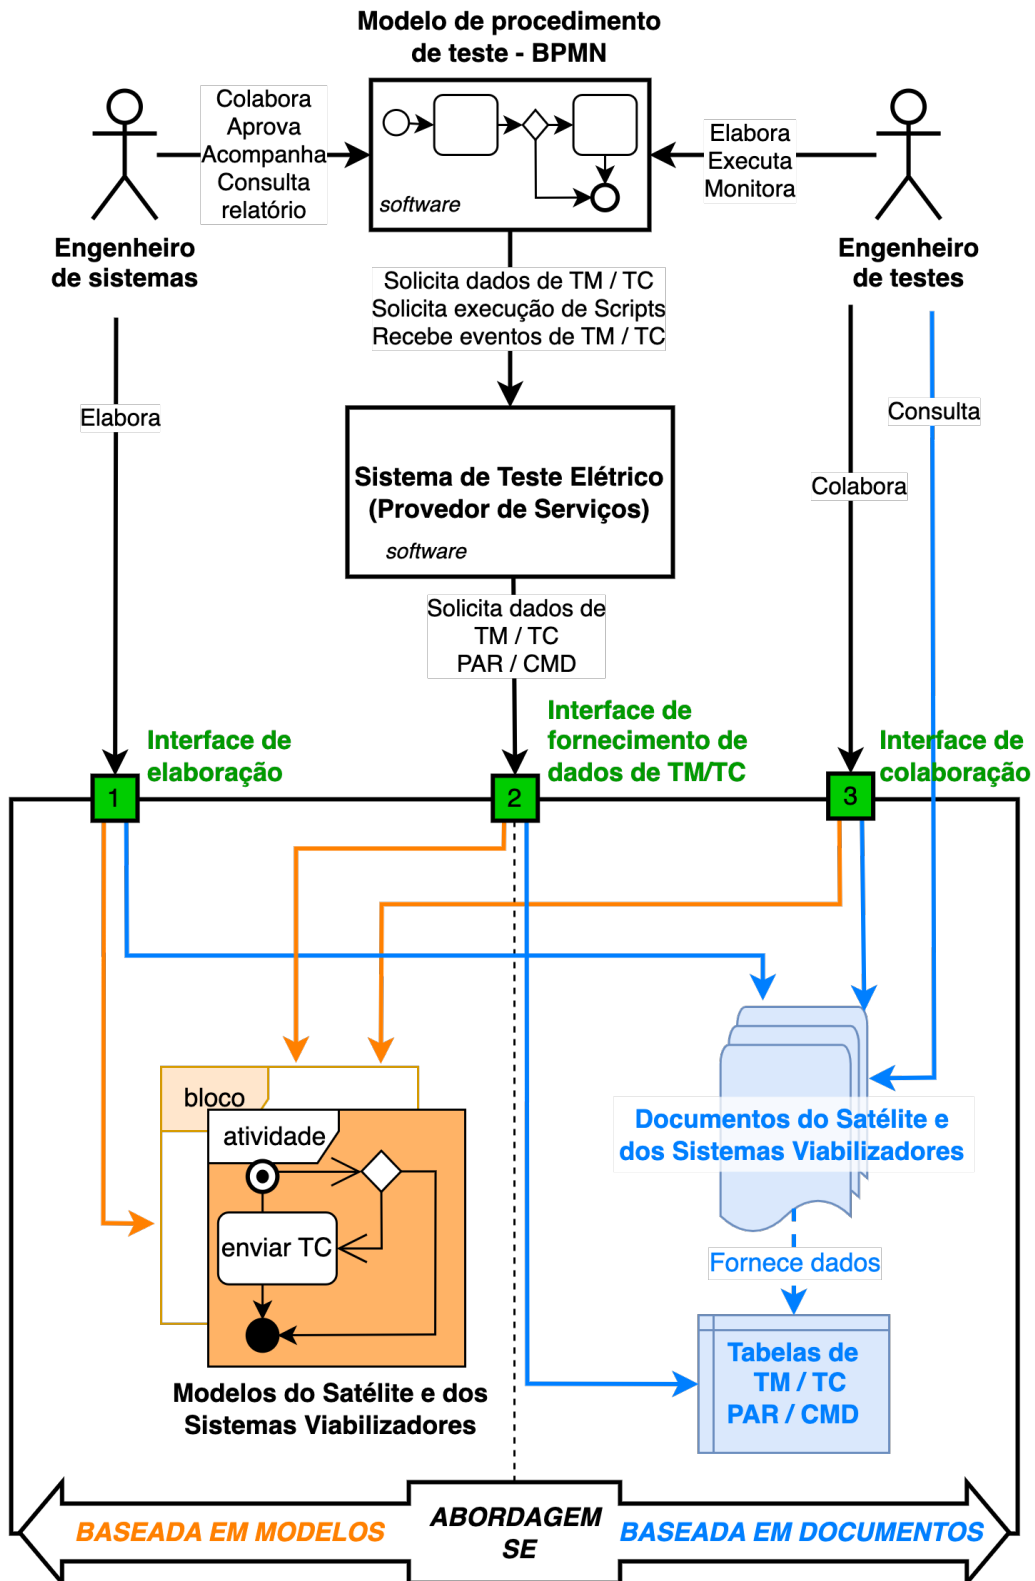 Modelo de procedimento
de teste - BPMN
Colabora
Aprova
Acompanha
Consulta
relatório
software
Elabora
Executa
Monitora
Engenheiro
de sistemas
Engenheiro
de testes
Solicita dados de TM / TC
Solicita execução de Scripts
Recebe eventos de TM / TC
Elabora
Consulta
Colabora
Sistema de Teste Elétrico
(Provedor de Serviços)
software
Solicita dados de
TM / TC
PAR / CMD
Interface de
elaboração
Interface de
fornecimento de
dados de TM/TC
Interface de
colaboração
1
2
3
bloco
atividade
enviar TC
Modelos do Satélite e dos
Sistemas Viabilizadores
Documentos do Satélite e
dos Sistemas Viabilizadores
Fornece dados
Tabelas de
TM / TC
PAR / CMD
BASEADA EM MODELOS
ABORDAGEM
SE
BASEADA EM DOCUMENTOS